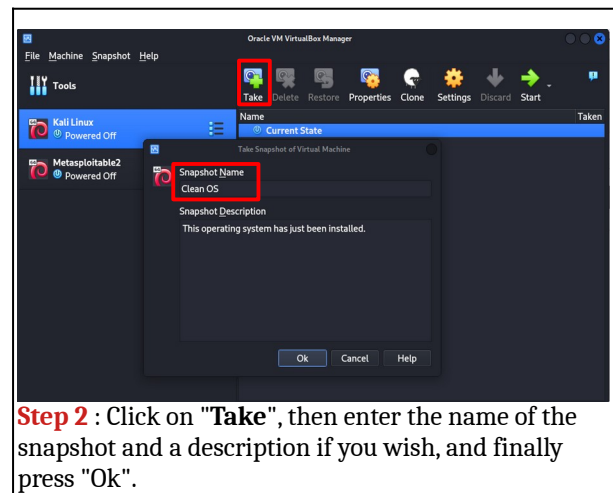 Oracle VM VirtualBox Manager
File Machine Snapshot Help
Tools
Take Delete Restore Properties Clone Settings Discard Start
Name Taken
Kali Linux
Powered Off
Current State
Take Snapshot of Virtual Machine
Metasploitable2
Powered Off
Snapshot Name
Clean OS
Snapshot Description
This operating system has just been installed.
Ok Cancel Help
Step 2 : Click on "Take", then enter the name of the
snapshot and a description if you wish, and finally
press "Ok".